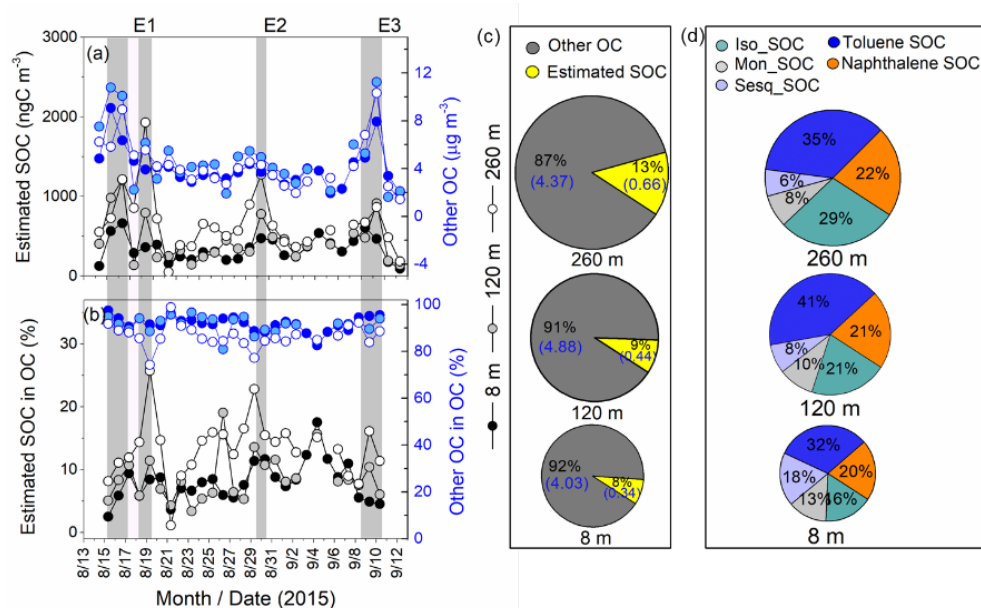 E1 E2 E3
(a)
3000
2000
1000
0
Estimated SOC (ngC m-3)
12
8
4
0
-4
Other OC (µg m-3)
(b)
30
20
10
0
Estimated SOC in OC (%)
100
80
60
40
20
0
Other OC in OC (%)
8/13 8/15 8/17 8/19 8/21 8/23 8/25 8/27 8/29 8/31 9/2 9/4 9/6 9/8 9/10 9/12
Month / Date (2015)
8 m 120 m 260 m
(c)
Other OC
Estimated SOC
87%
(4.37)
13%
(0.66)
260 m
91%
(4.88)
9%
(0.44)
120 m
92%
(4.03)
8%
(0.34)
8 m
(d)
Iso_SOC Toluene SOC
Mon_SOC Naphthalene SOC
Sesq_SOC
35%
22%
6%
8%
29%
260 m
41%
21%
8%
10%
21%
120 m
32%
20%
18%
13%
16%
8 m